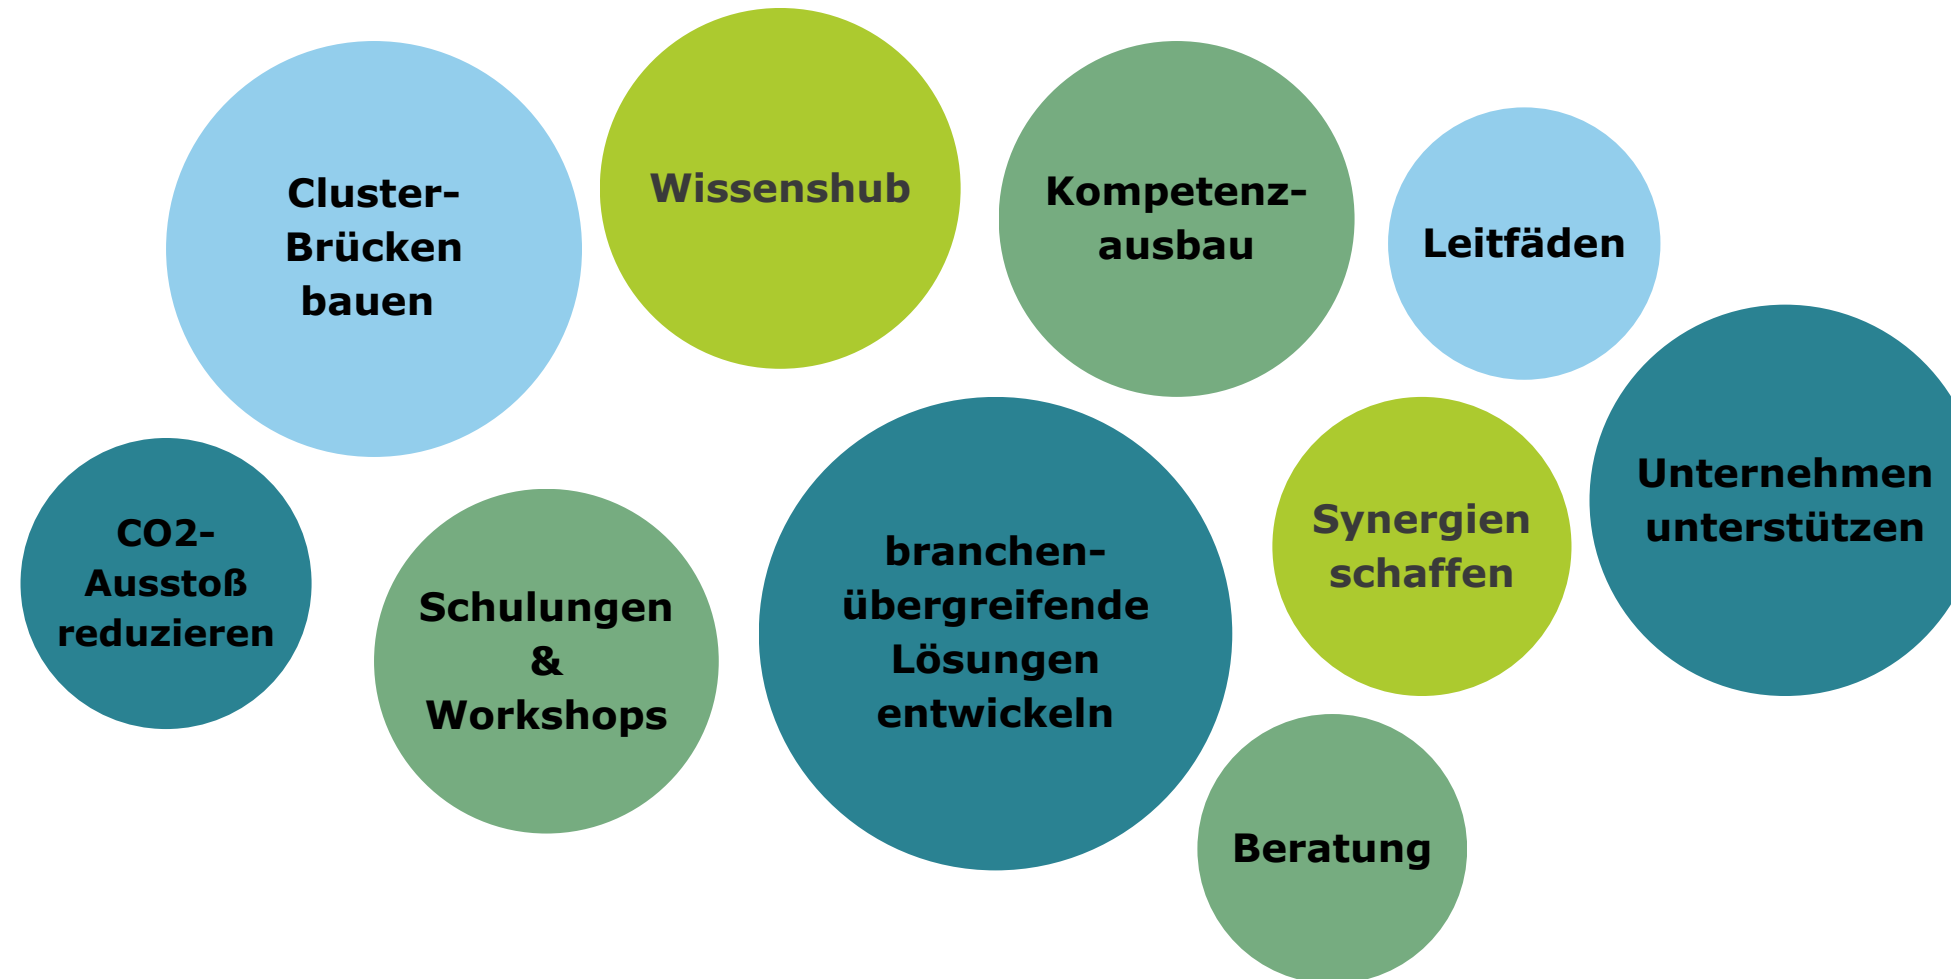 Cluster-
Brücken
bauen
Wissenshub
Kompetenz-
ausbau
Leitfäden
CO2-
Ausstoß
reduzieren
Schulungen
&
Workshops
branchen-
übergreifende
Lösungen
entwickeln
Synergien
schaffen
Unternehmen
unterstützen
Beratung